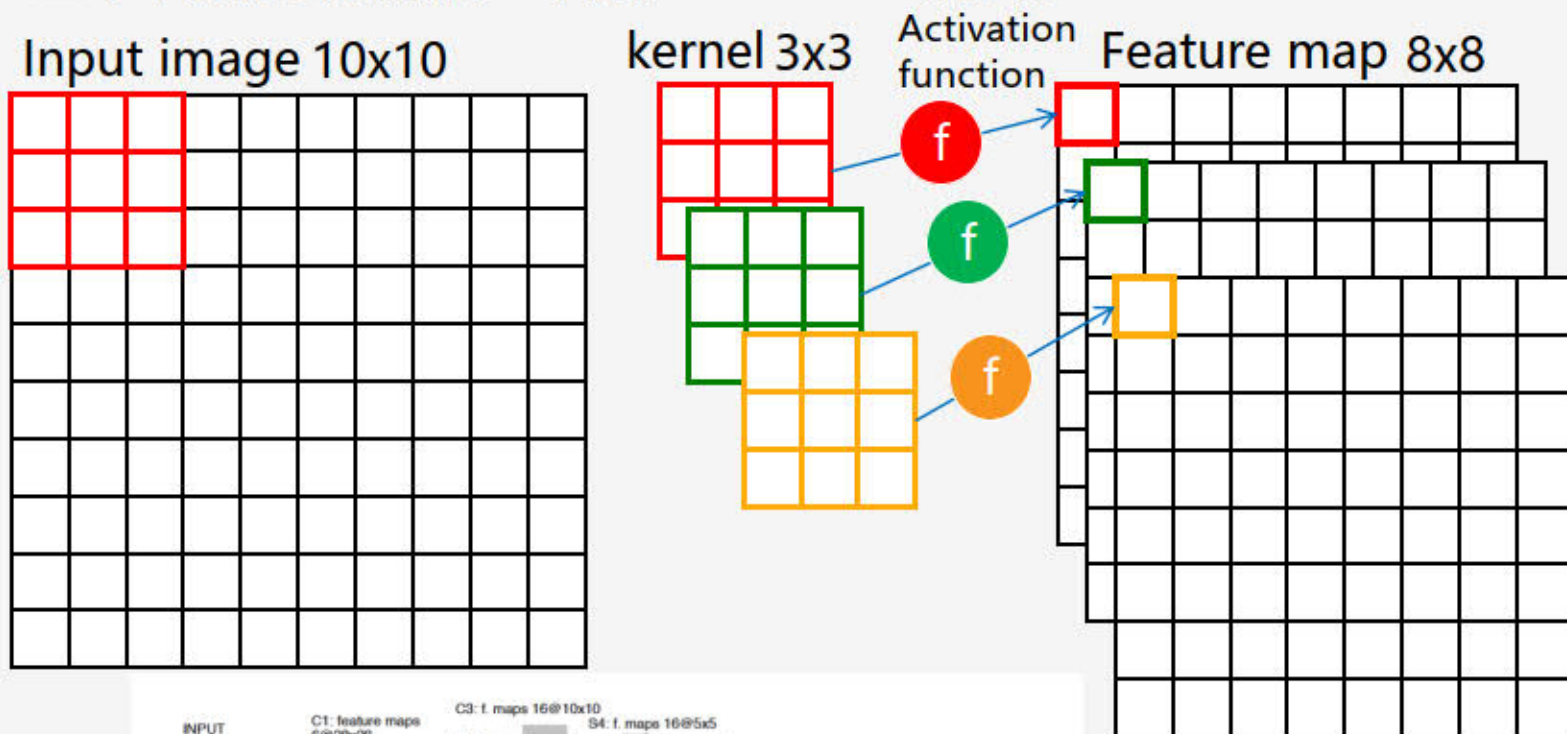 Input image 10x10
kernel 3x3
Activation
function
Feature map 8x8
f
f
f
C3: f. maps 16@10x10
INPUT
C1: feature maps
S4: f. maps 16@5x5